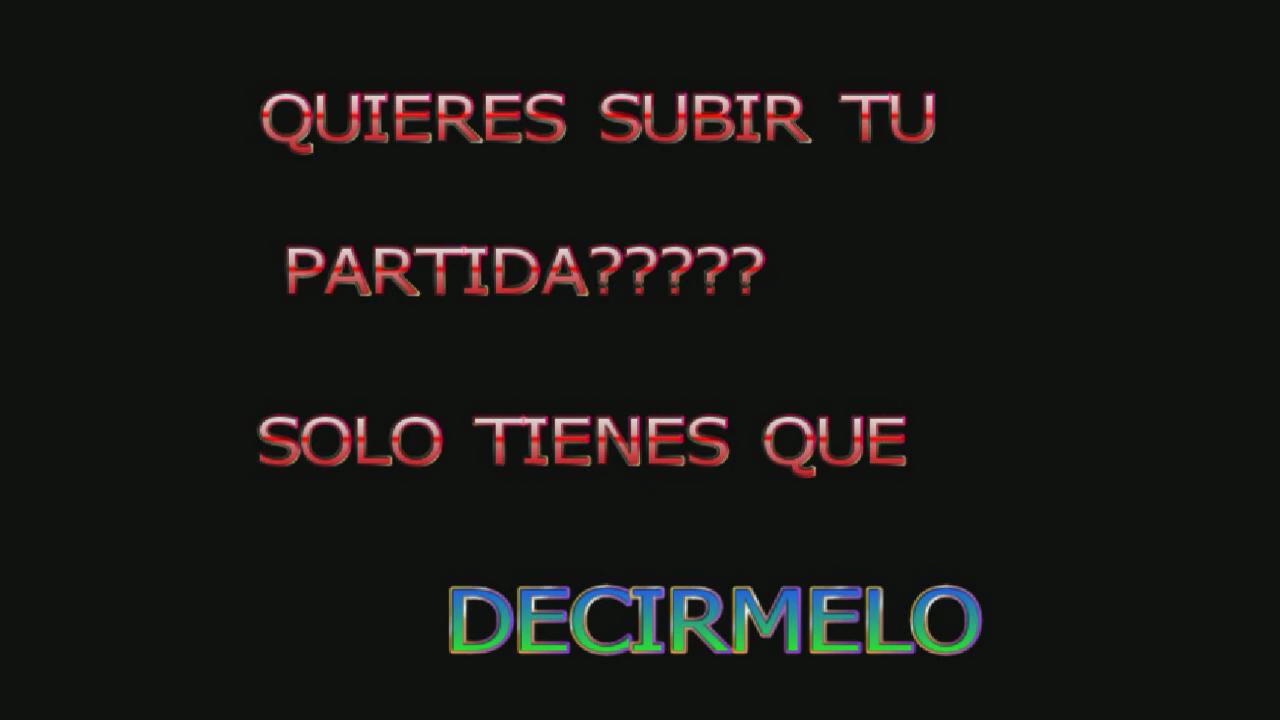 QUIERES SUBIR TU
PARTIDA?????
SOLO TIENES QUE
DECIRMELO